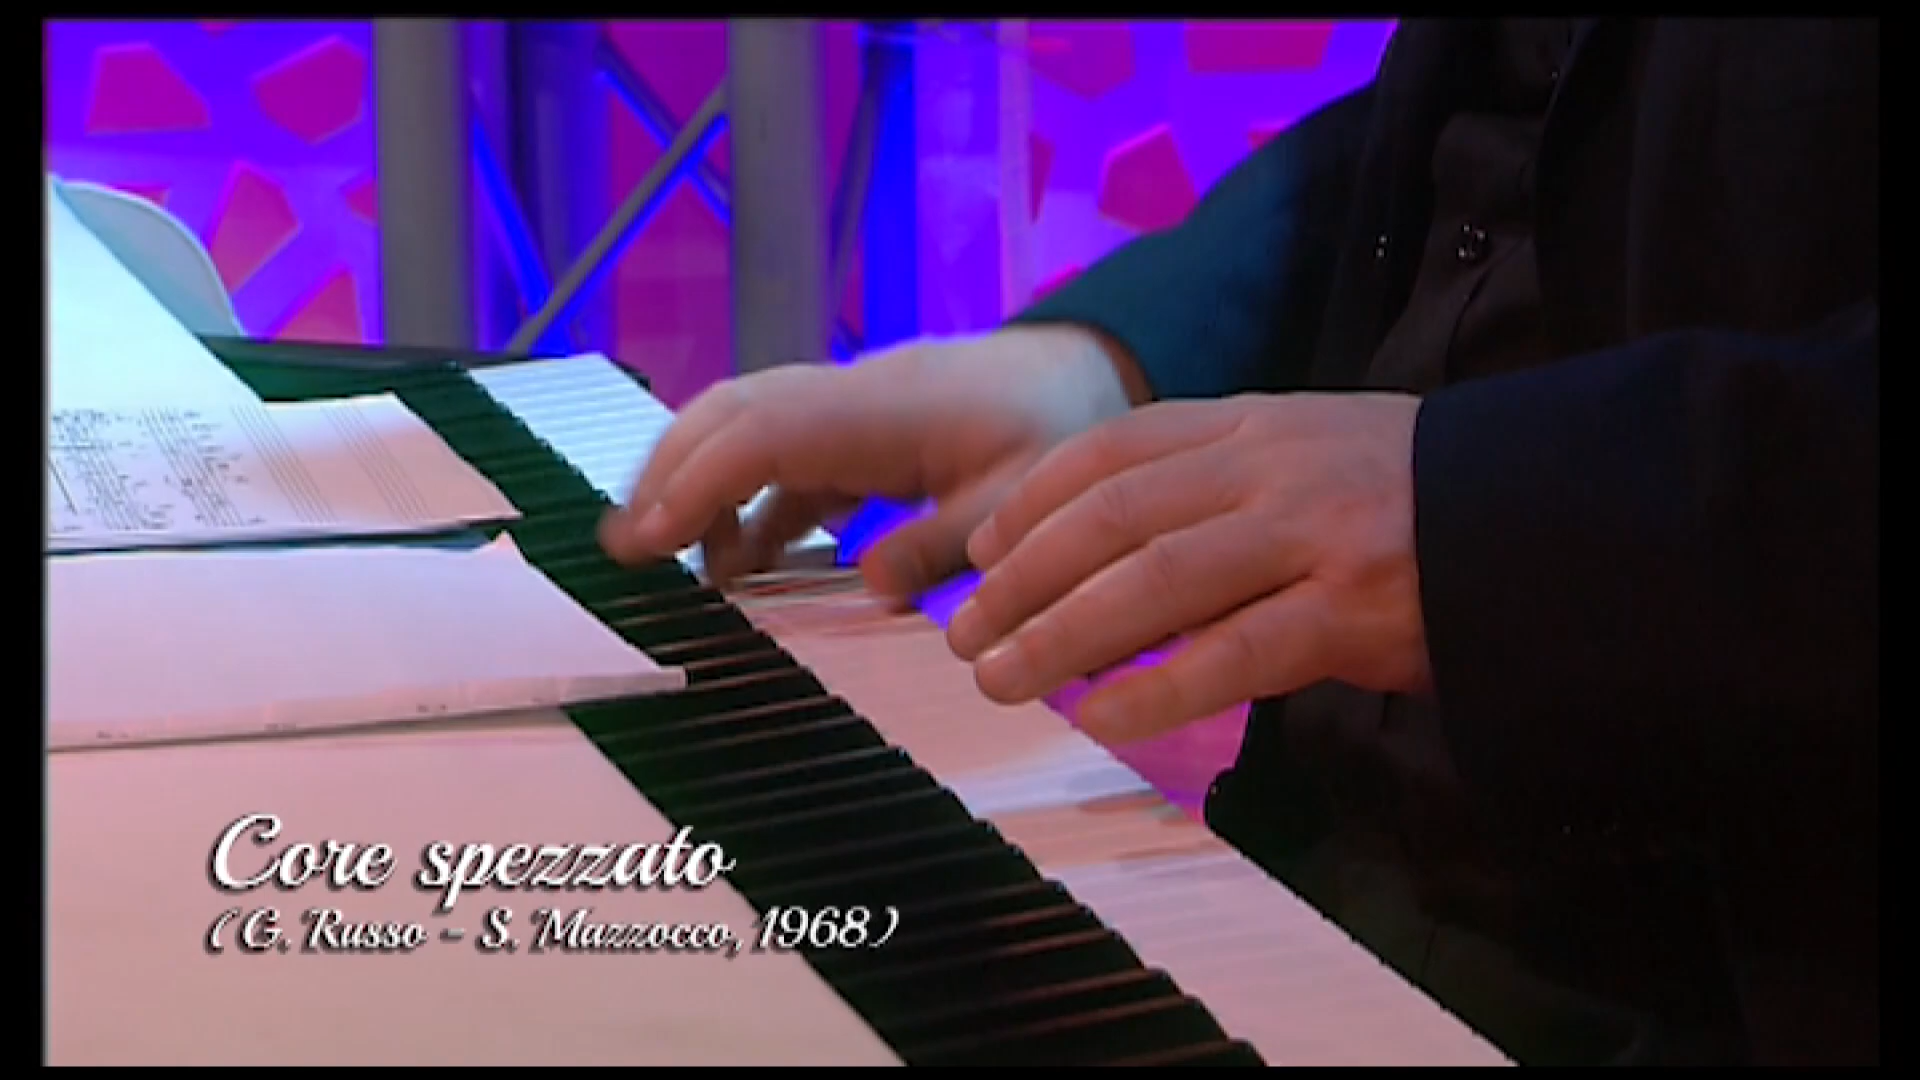 Core spezzato
(G. Russo - S. Mazzocco, 1968)